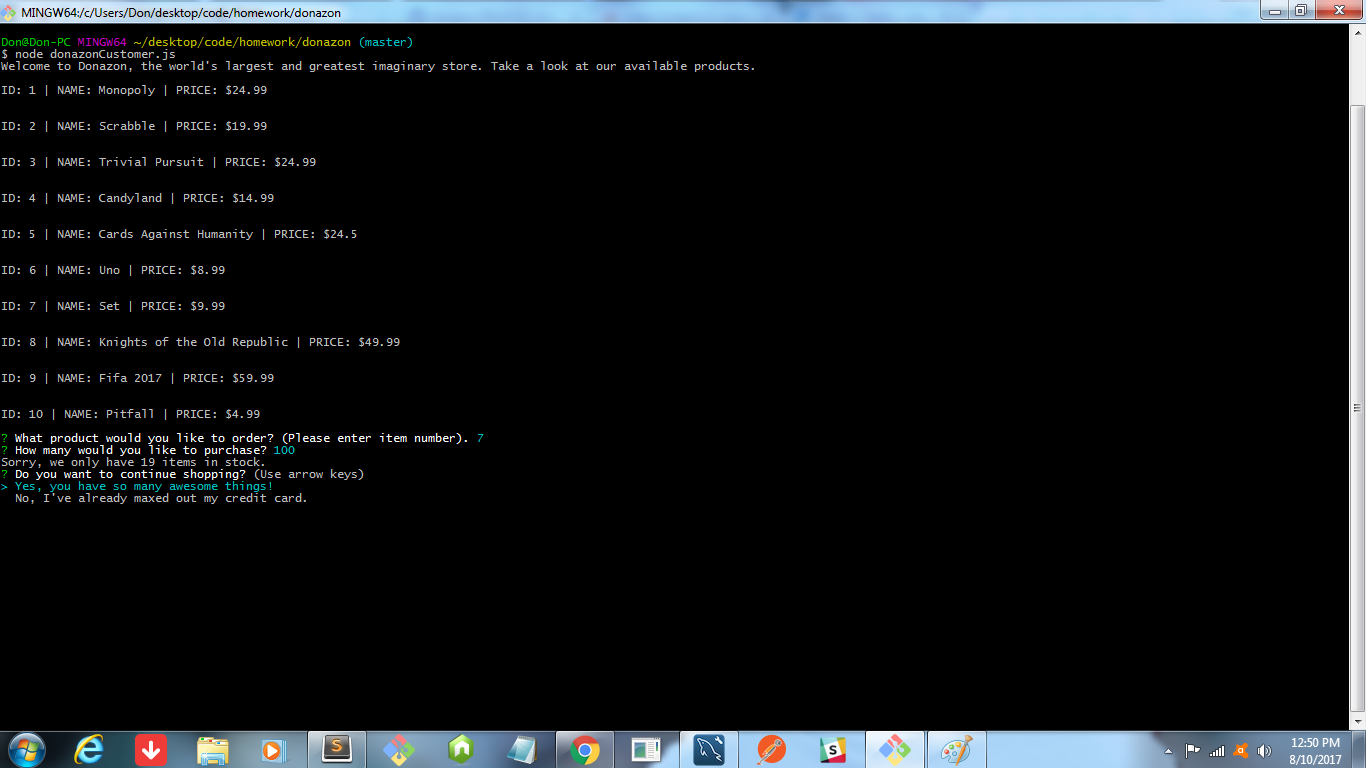 MINGW64:/c/Users/Don/desktop/code/homework/donazon
Don@Don-PC MINGW64 ~/desktop/code/homework/donazon (master)
$ node donazonCustomer.js
Welcome to Donazon, the world's largest and greatest imaginary store. Take a look at our available products.
ID: 1 | NAME: Monopoly | PRICE: $24.99
ID: 2 | NAME: Scrabble | PRICE: $19.99
ID: 3 | NAME: Trivial Pursuit | PRICE: $24.99
ID: 4 | NAME: Candyland | PRICE: $14.99
ID: 5 | NAME: Cards Against Humanity | PRICE: $24.5
ID: 6 | NAME: Uno | PRICE: $8.99
ID: 7 | NAME: Set | PRICE: $9.99
ID: 8 | NAME: Knights of the Old Republic | PRICE: $49.99
ID: 9 | NAME: Fifa 2017 | PRICE: $59.99
ID: 10 | NAME: Pitfall | PRICE: $4.99
? What product would you like to order? (Please enter item number). 7
? How many would you like to purchase? 100
Sorry, we only have 19 items in stock.
? Do you want to continue shopping? (Use arrow keys)
> Yes, you have so many awesome things!
No, I've already maxed out my credit card.
12:50 PM
8/10/2017